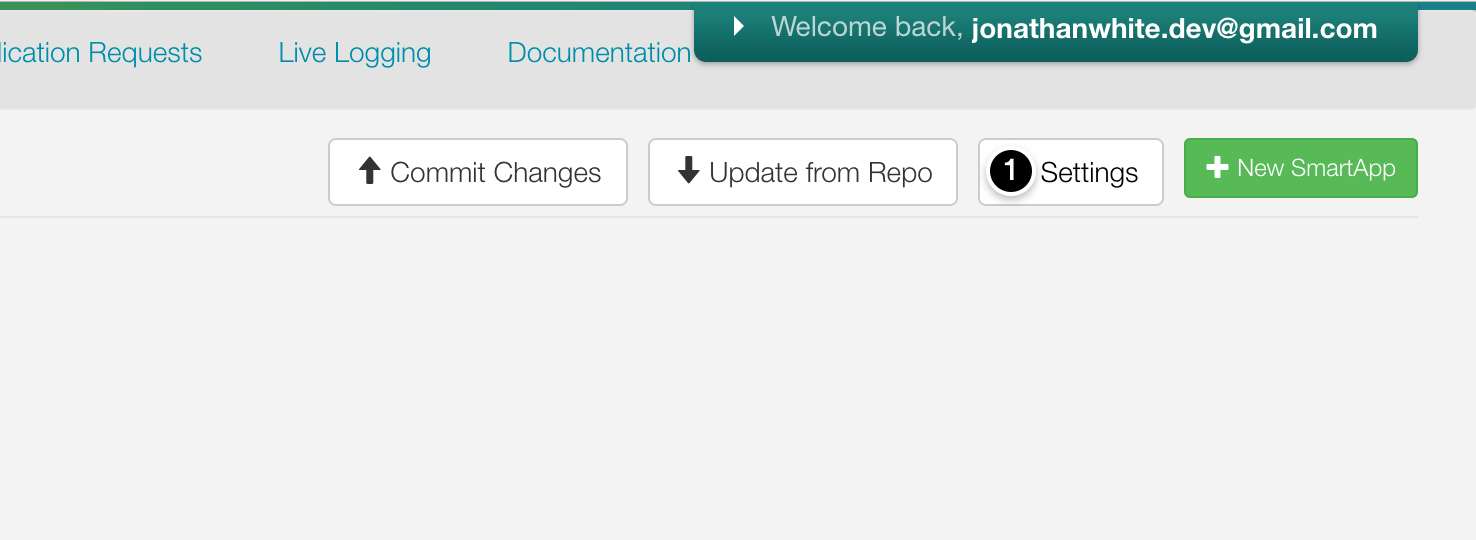 Welcome back, jonathanwhite.dev@gmail.com
lication Requests Live Logging Documentation
Commit Changes Update from Repo 1 Settings New SmartApp